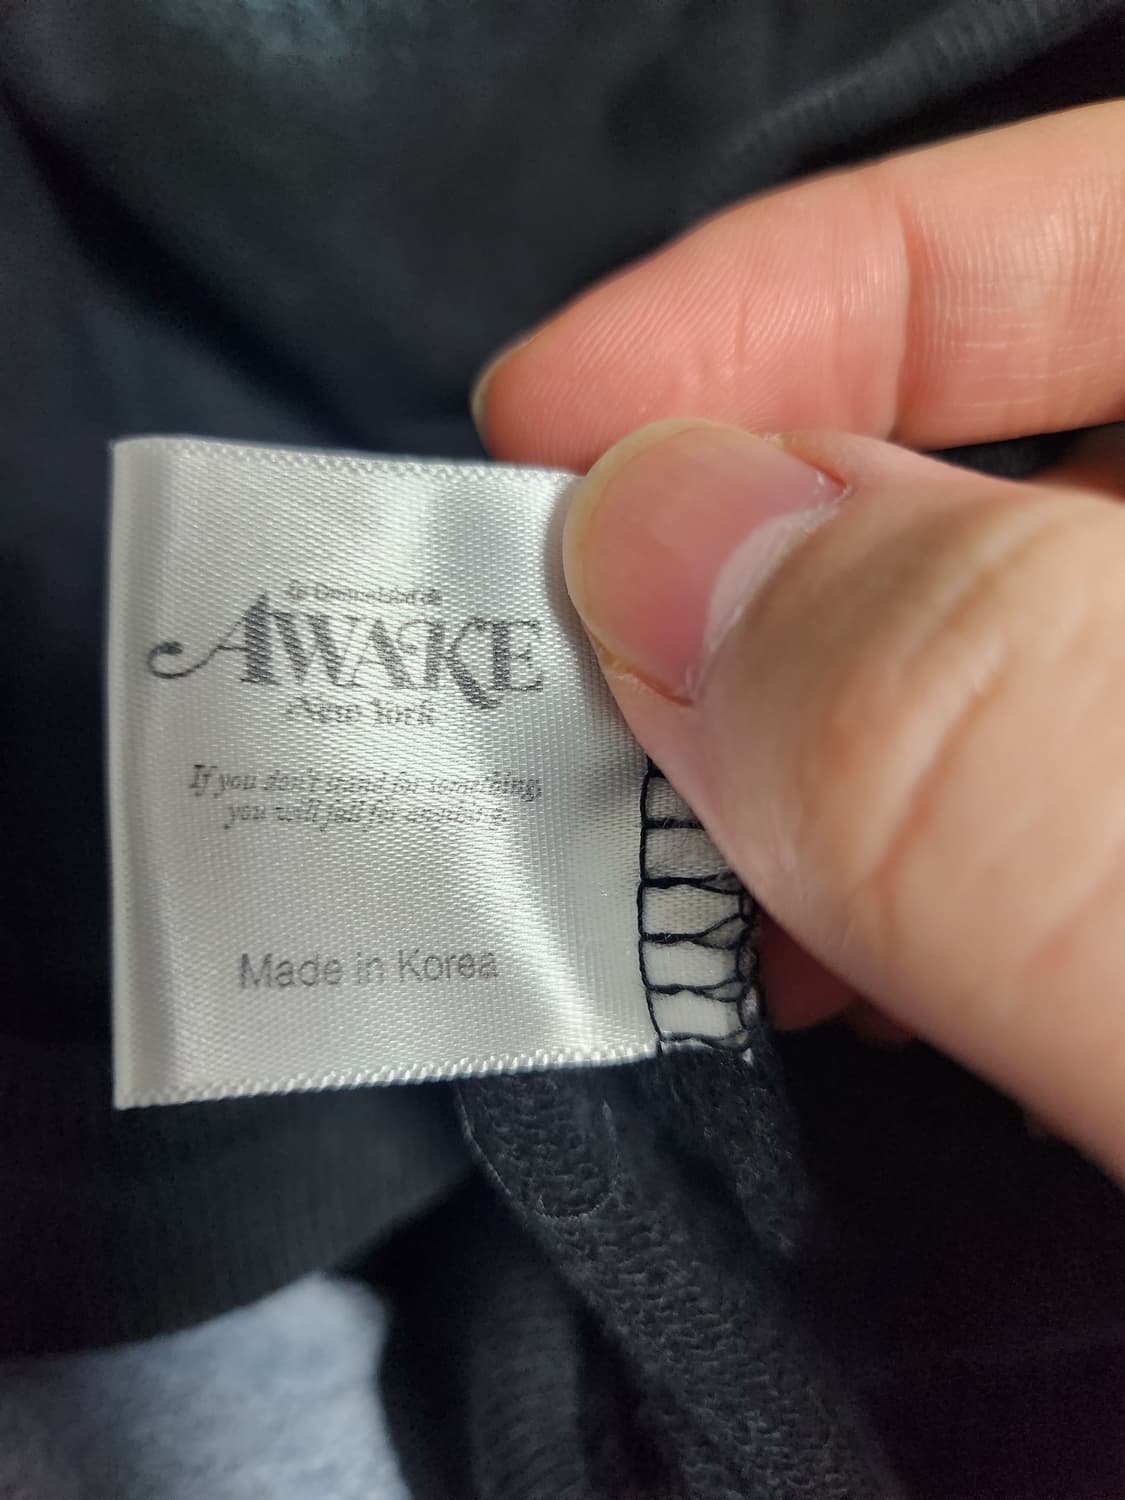 AWAKE
New York
If you don't stand for something,
you will fall for
Made in Korea